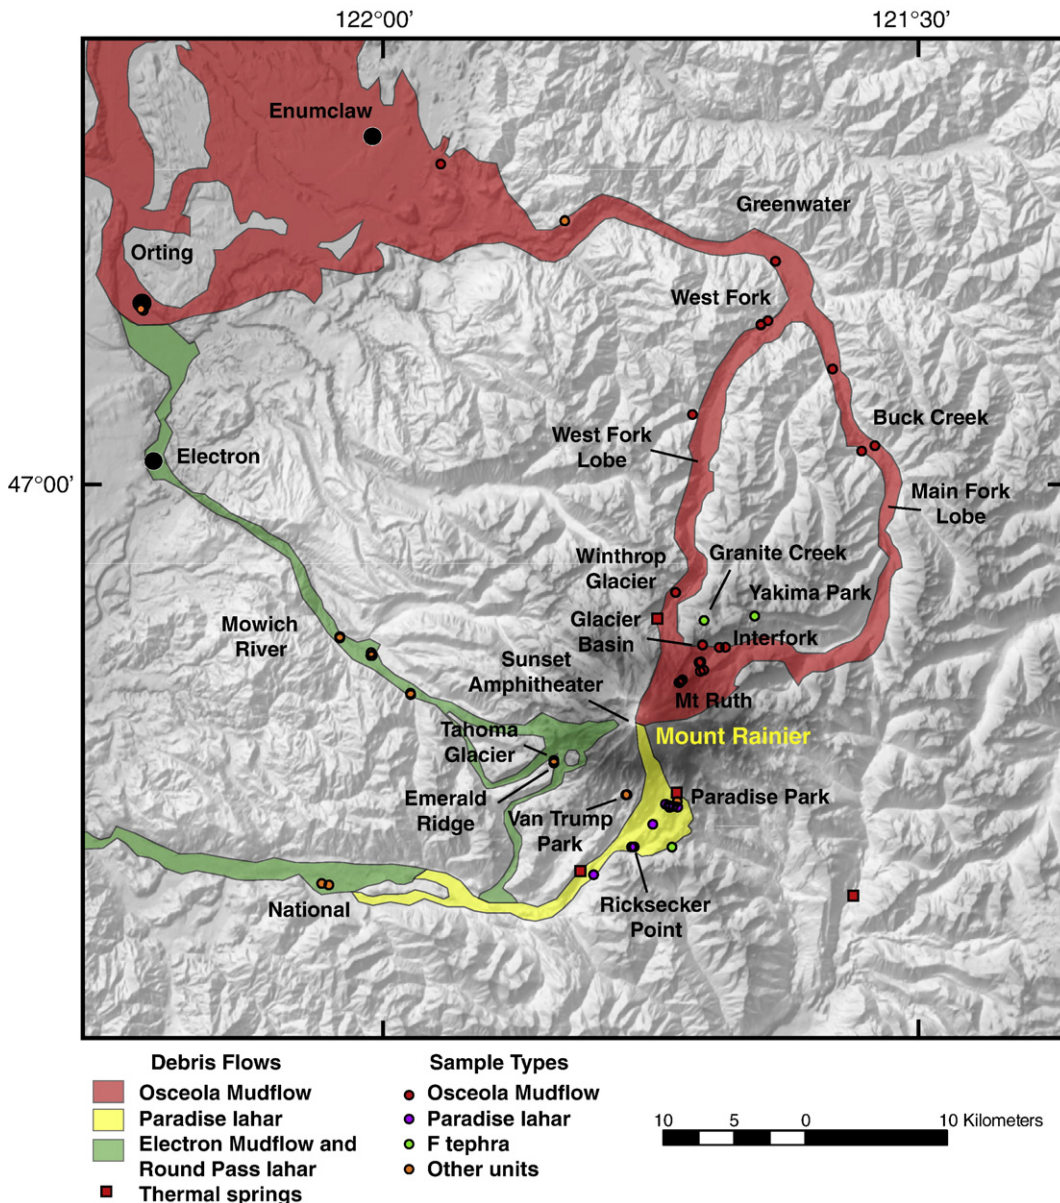 122°00'
121°30'
Enumclaw
Greenwater
Orting
West Fork
Buck Creek
West Fork
Lobe
Electron
47°00'
Main Fork
Lobe
Winthrop
Glacier
Granite Creek
Yakima Park
Glacier
Basin
Interfork
Mowich
River
Sunset
Amphitheater
Mt Ruth
Mount Rainier
Tahoma
Glacier
Emerald
Ridge
Paradise Park
Van Trump
Park
National
Ricksecker
Point
Debris Flows
Osceola Mudflow
Paradise lahar
Electron Mudflow and
Round Pass lahar
Thermal springs
Sample Types
Osceola Mudflow
Paradise lahar
F tephra
Other units
10 5 0 10 Kilometers